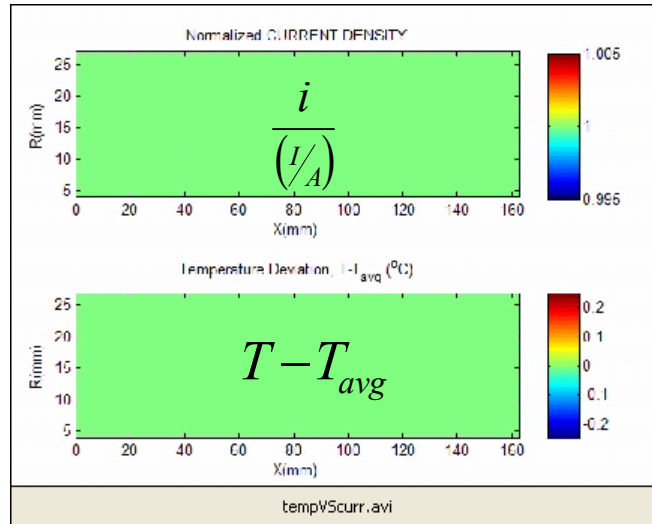 Normalized CURRENT DENSITY
25
20
15
10
5
R(mm)
i
(I/A)
0 20 40 60 80 100 120 140 160
X(mm)
1.005
1
0.995
Temperature Deviation, T-Tavg (°C)
25
20
15
10
5
R(mm)
T − Tavg
0 20 40 60 80 100 120 140 160
X(mm)
0.2
0.1
0
-0.1
-0.2
tempVScurr.avi